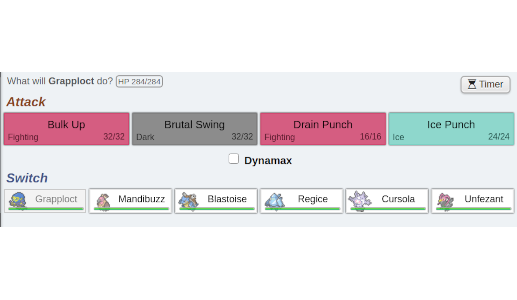 What will Grapploct do? HP 284/284
Timer
Attack
Bulk Up Brutal Swing Drain Punch Ice Punch
Fighting 32/32 Dark 32/32 Fighting 16/16 Ice 24/24
Dynamax
Switch
Grapploct Mandibuzz Blastoise Regice Cursola Unfezant